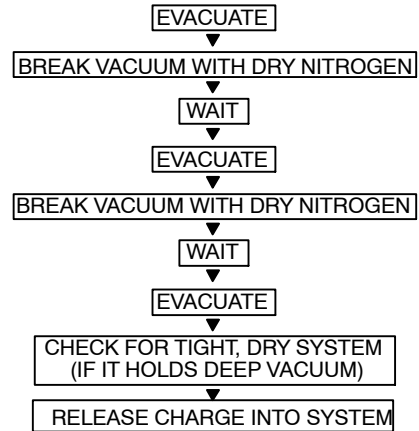 EVACUATE
BREAK VACUUM WITH DRY NITROGEN
WAIT
EVACUATE
BREAK VACUUM WITH DRY NITROGEN
WAIT
EVACUATE
CHECK FOR TIGHT, DRY SYSTEM
(IF IT HOLDS DEEP VACUUM)
RELEASE CHARGE INTO SYSTEM